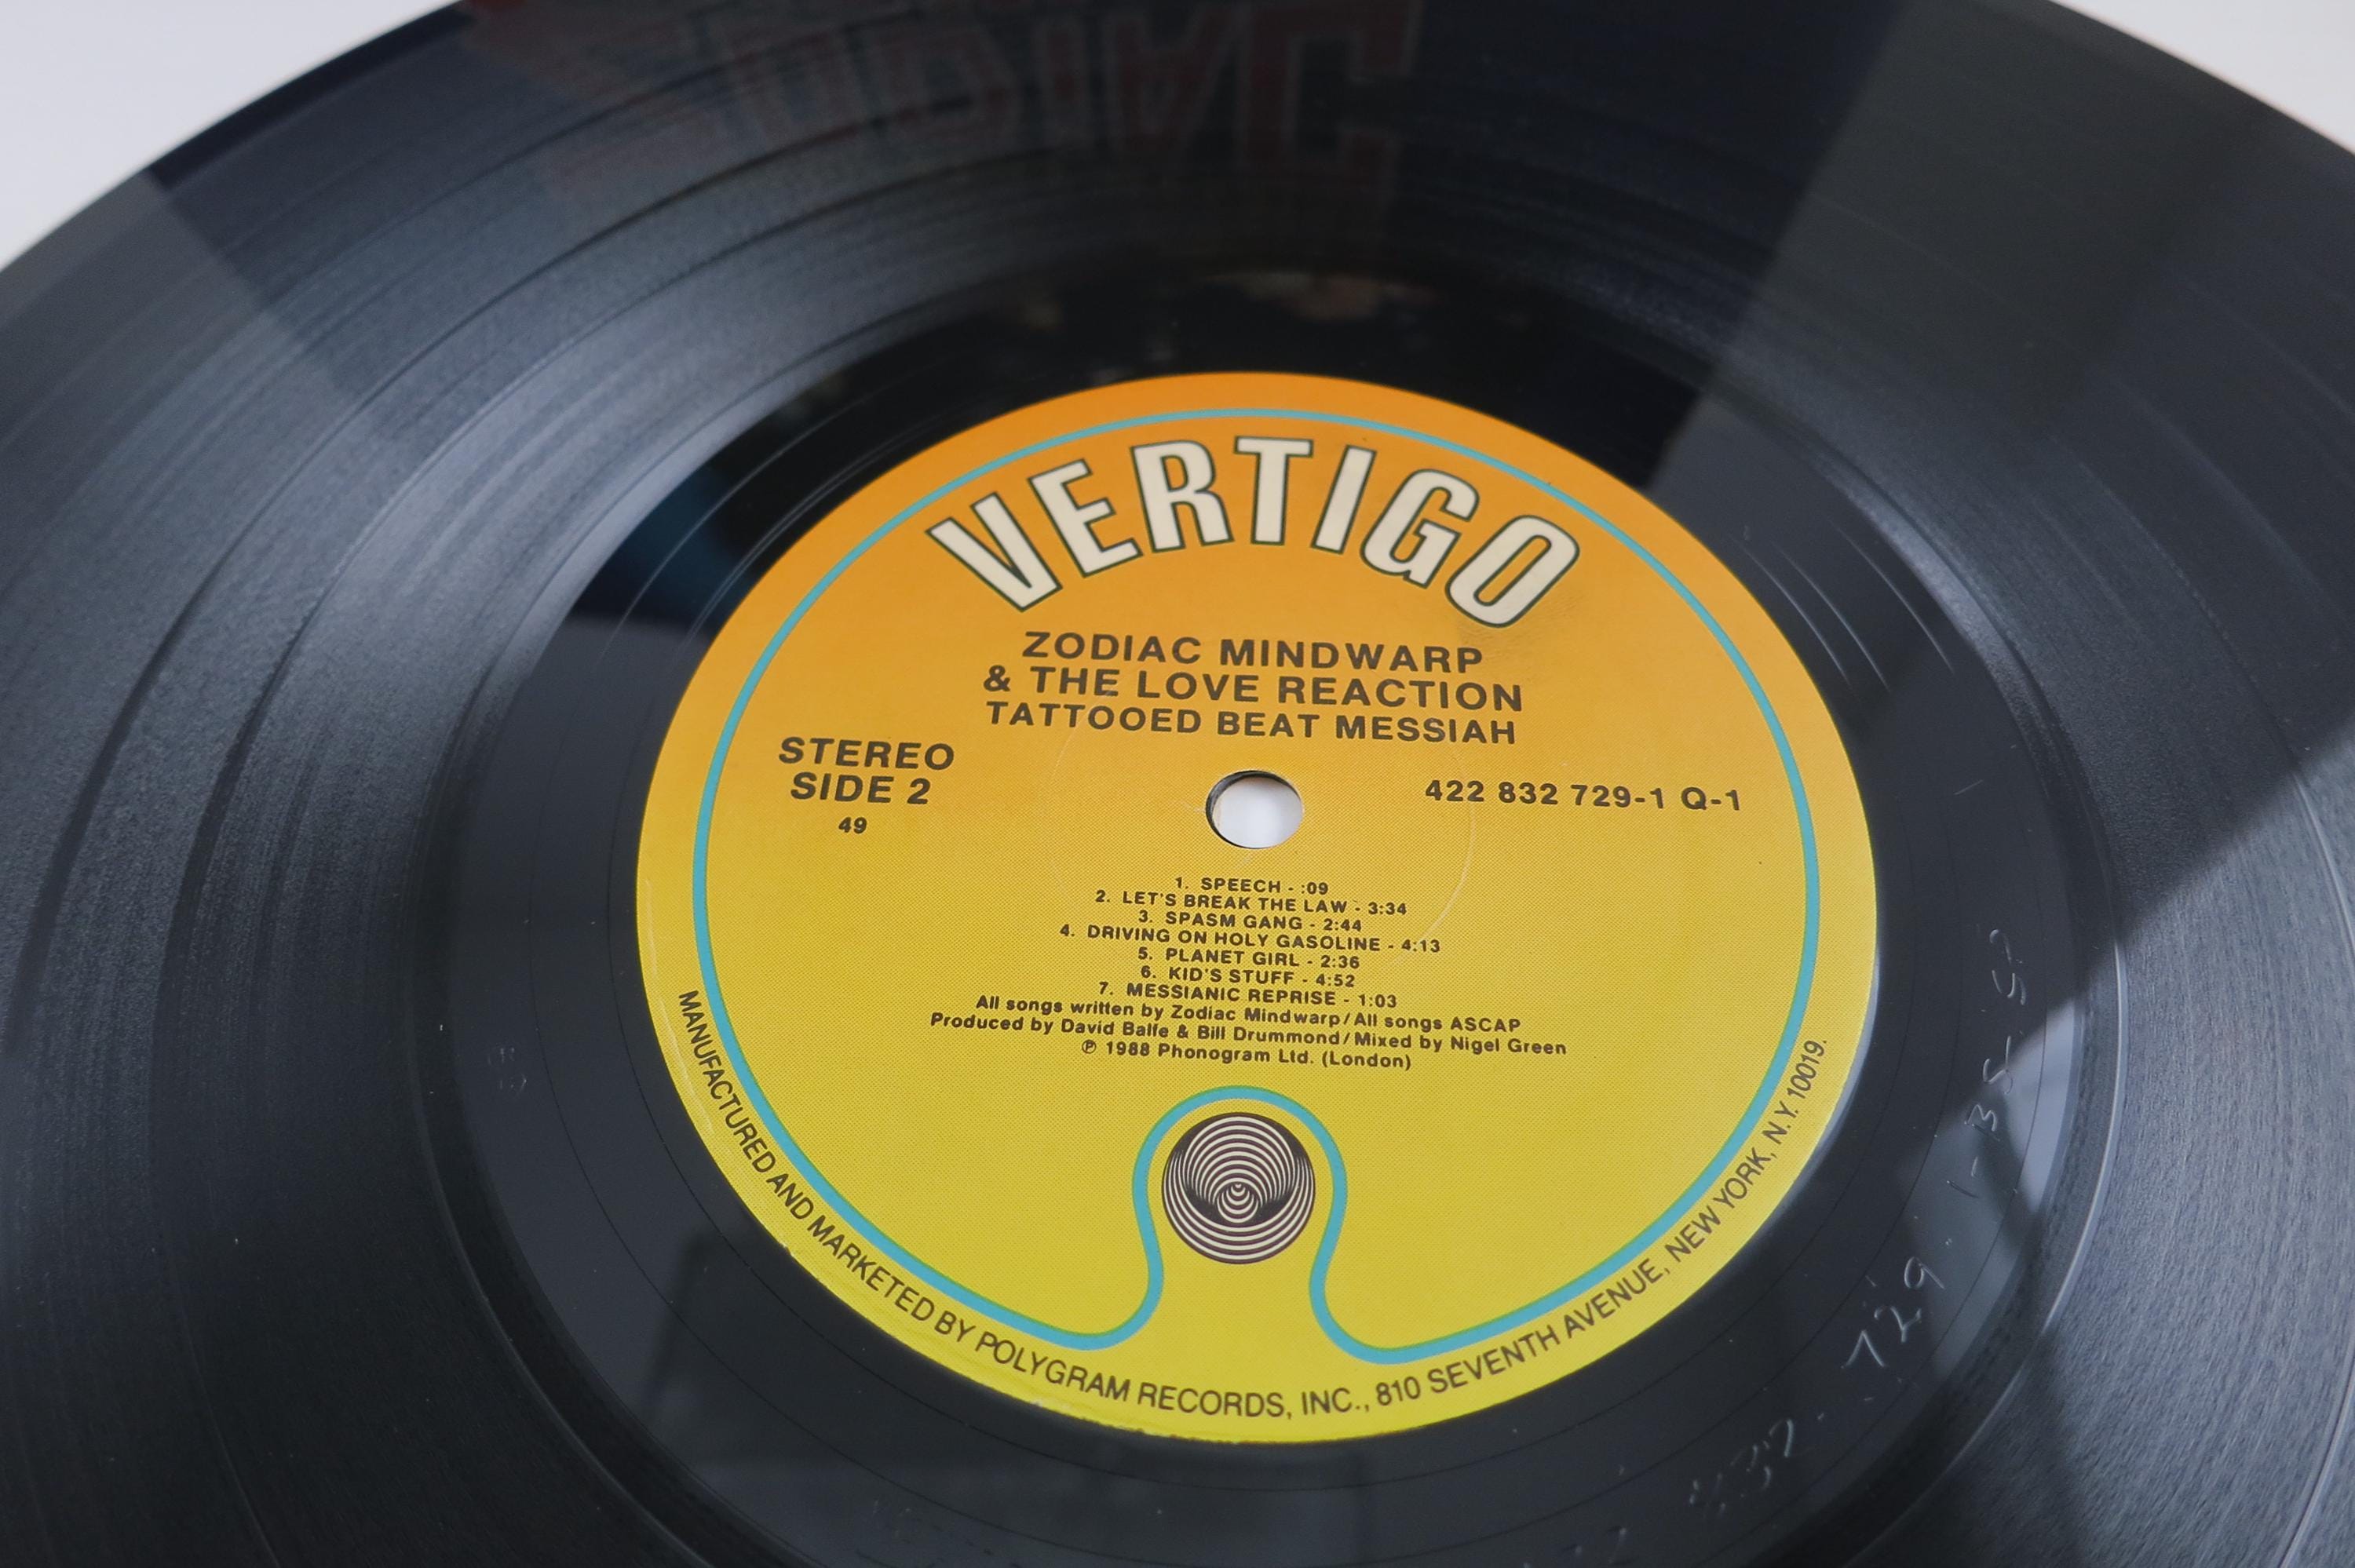 VERTIGO
ZODIAC MINDWARP
& THE LOVE REACTION
TATTOOED BEAT MESSIAH
STEREO
SIDE 2
49
422 832 729-1 Q-1
1. SPEECH - :09
2. LET'S BREAK THE LAW - 3:34
3. SPASM GANG - 2:44
4. DRIVING ON HOLY GASOLINE - 4:13
5. PLANET GIRL - 2:36
6. KID'S STUFF - 4:52
7. MESSIANIC REPRISE - 1:03
All songs written by Zodiac Mindwarp/All songs ASCAP
Produced by David Balfe & Bill Drummond/Mixed by Nigel Green
℗ 1988 Phonogram Ltd. (London)
MANUFACTURED AND MARKETED BY POLYGRAM RECORDS, INC., 810 SEVENTH AVENUE, NEW YORK, N.Y. 10019.